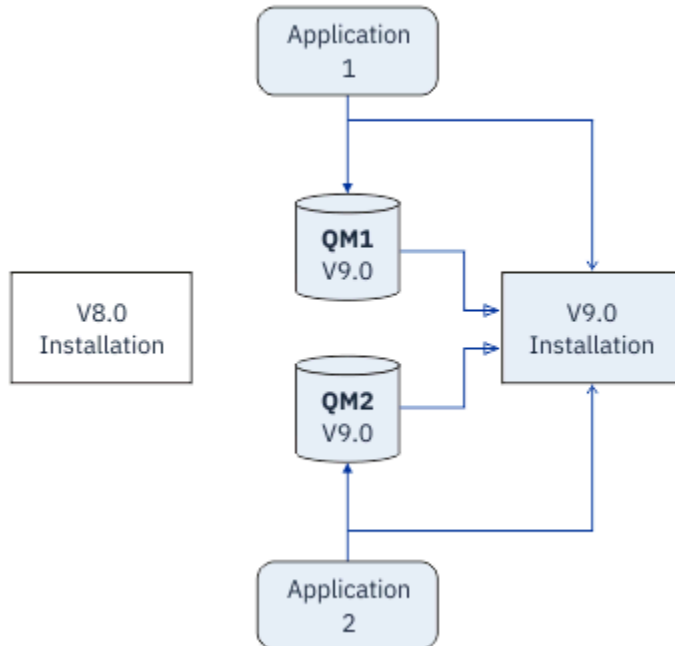 Application
1
QM1
V9.0
V8.0
Installation
V9.0
Installation
QM2
V9.0
Application
2